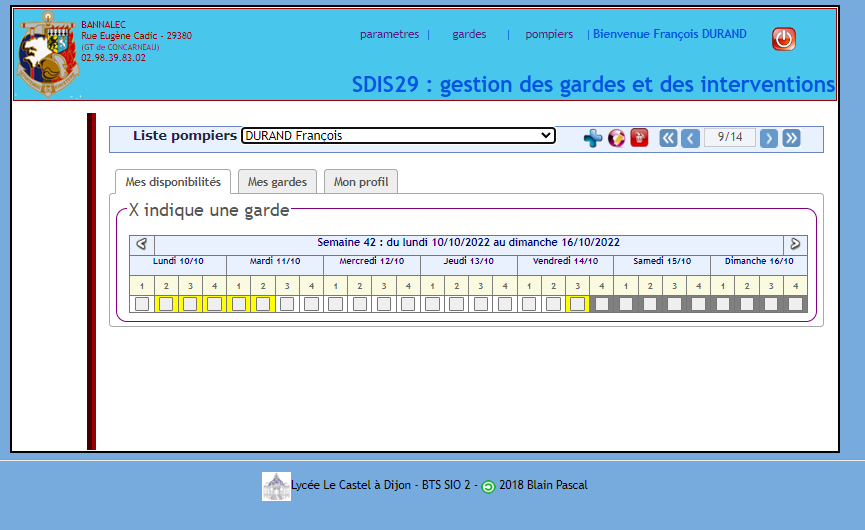 BANNALEC
Rue Eugène Cadic - 29380
(GT de CONCARNEAU)
02.98.39.83.02
parametres | gardes | pompiers | Bienvenue François DURAND
SDIS29 : gestion des gardes et des interventions
Liste pompiers DURAND François 9/14
Mes disponibilités Mes gardes Mon profil
X indique une garde
Semaine 42 : du lundi 10/10/2022 au dimanche 16/10/2022
Lundi 10/10 Mardi 11/10 Mercredi 12/10 Jeudi 13/10 Vendredi 14/10 Samedi 15/10 Dimanche 16/10
1 2 3 4 1 2 3 4 1 2 3 4 1 2 3 4 1 2 3 4 1 2 3 4 1 2 3 4
Lycée Le Castel à Dijon - BTS SIO 2 - 2018 Blain Pascal